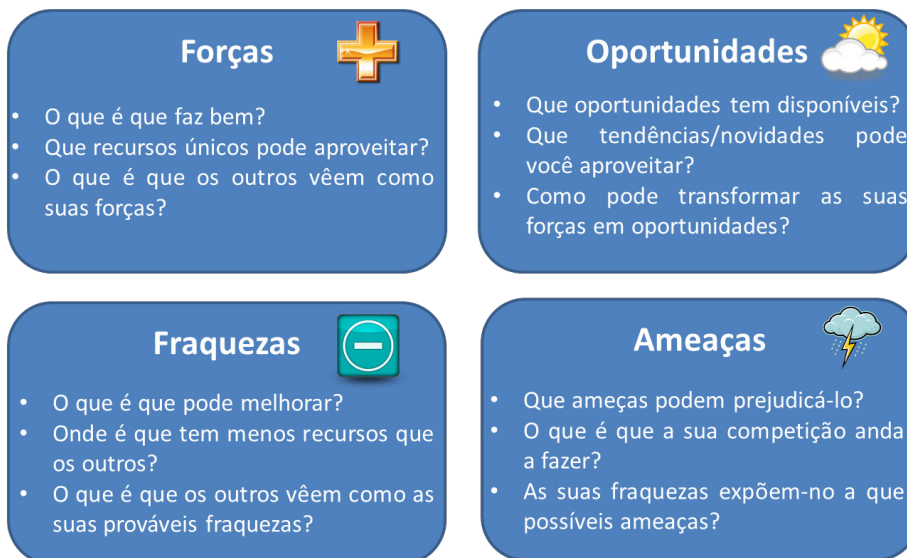 Forças
• O que é que faz bem?
• Que recursos únicos pode aproveitar?
• O que é que os outros vêem como
suas forças?
Oportunidades
• Que oportunidades tem disponíveis?
• Que tendências/novidades pode
você aproveitar?
• Como pode transformar as suas
forças em oportunidades?
Fraquezas
• O que é que pode melhorar?
• Onde é que tem menos recursos que
os outros?
• O que é que os outros vêem como as
suas prováveis fraquezas?
Ameaças
• Que ameças podem prejudicá-lo?
• O que é que a sua competição anda
a fazer?
• As suas fraquezas expõem-no a que
possíveis ameaças?